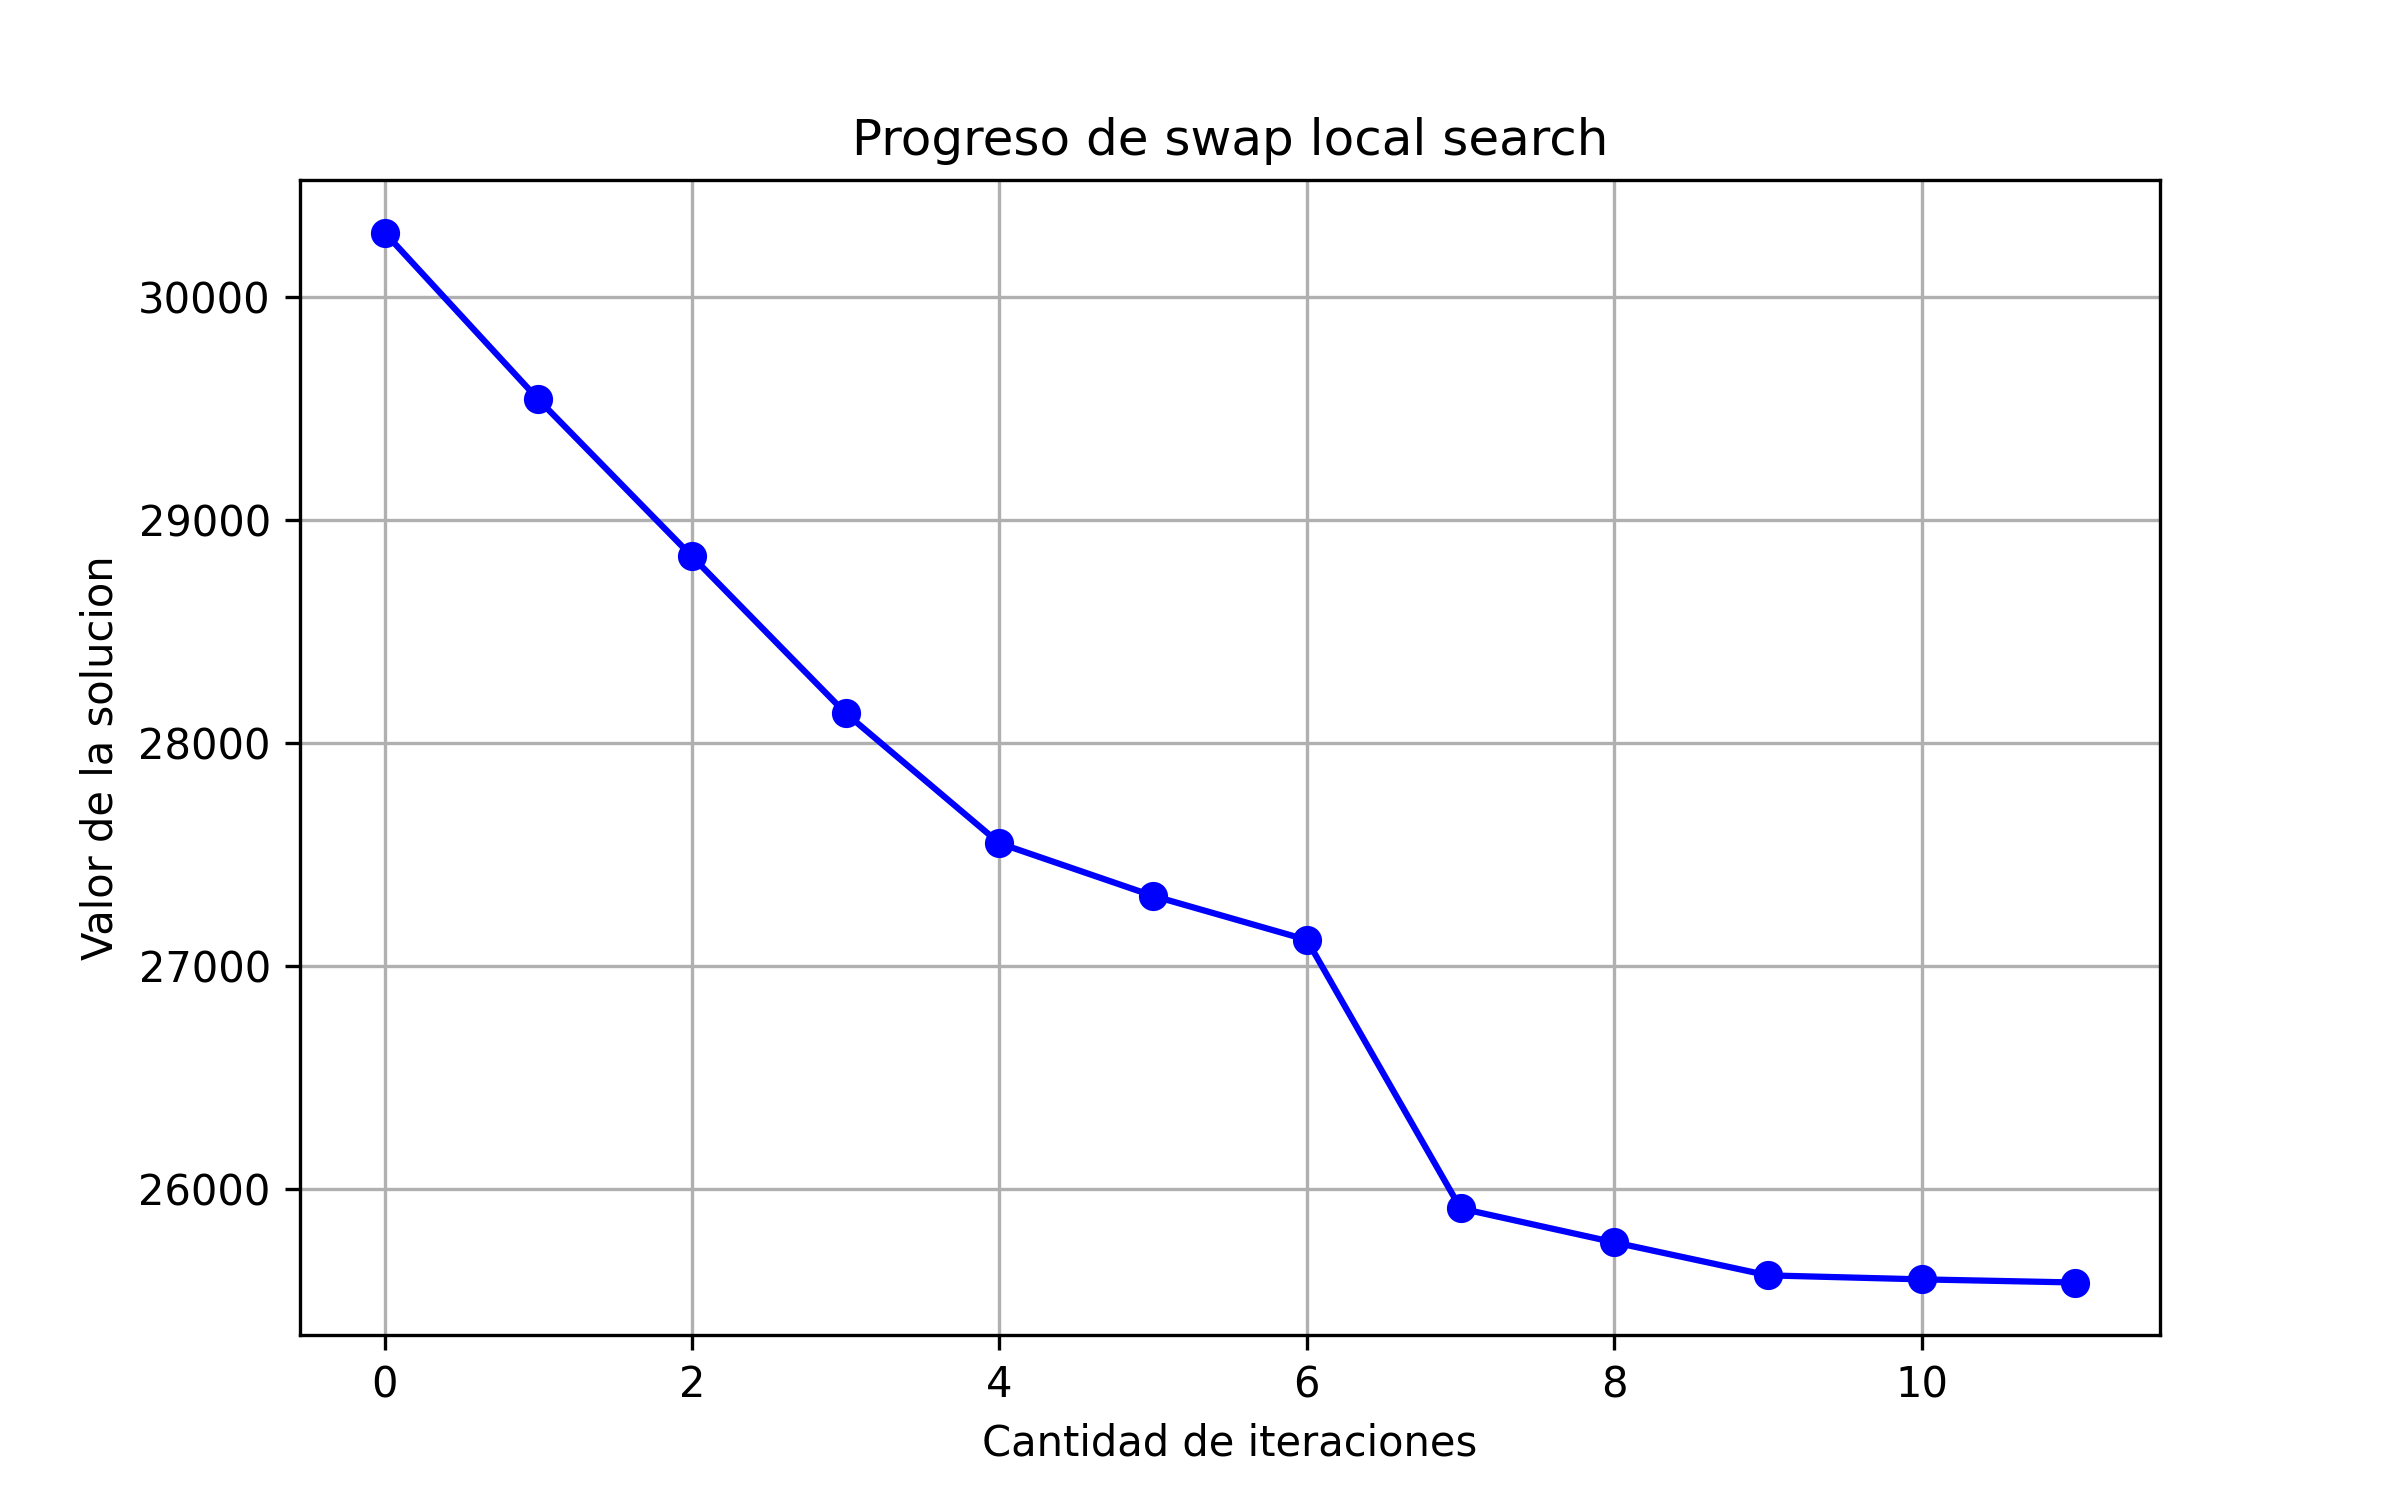 Progreso de swap local search
Valor de la solucion
30000
29000
28000
27000
26000
0 2 4 6 8 10
Cantidad de iteraciones